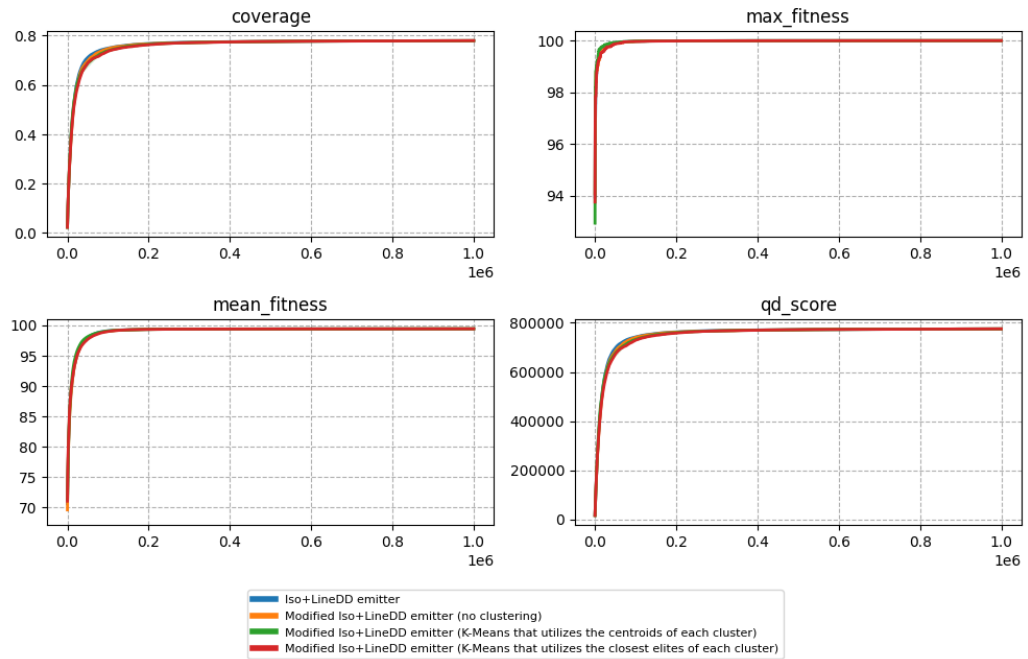 coverage
0.8
0.6
0.4
0.2
0.0
0.0 0.2 0.4 0.6 0.8 1.0
1e6
max_fitness
100
98
96
94
0.0 0.2 0.4 0.6 0.8 1.0
1e6
mean_fitness
100
95
90
85
80
75
70
0.0 0.2 0.4 0.6 0.8 1.0
1e6
qd_score
800000
600000
400000
200000
0
0.0 0.2 0.4 0.6 0.8 1.0
1e6
Iso+LineDD emitter
Modified Iso+LineDD emitter (no clustering)
Modified Iso+LineDD emitter (K-Means that utilizes the centroids of each cluster)
Modified Iso+LineDD emitter (K-Means that utilizes the closest elites of each cluster)